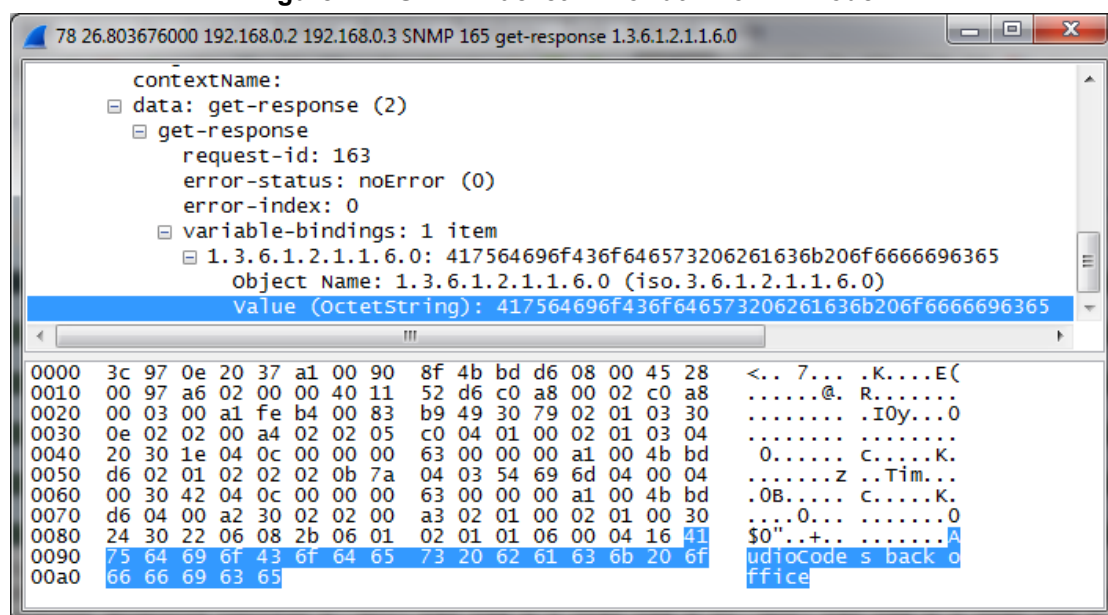 78 26.803676000 192.168.0.2 192.168.0.3 SNMP 165 get-response 1.3.6.1.2.1.1.6.0
contextName:
data: get-response (2)
get-response
request-id: 163
error-status: noError (0)
error-index: 0
variable-bindings: 1 item
1.3.6.1.2.1.1.6.0: 417564696f436f646573206261636b206f6666696365
Object Name: 1.3.6.1.2.1.1.6.0 (iso.3.6.1.2.1.1.6.0)
Value (OctetString): 417564696f436f646573206261636b206f6666696365
0000 3c 97 0e 20 37 a1 00 90 8f 4b bd d6 08 00 45 28 <.. 7... .K....E(
0010 00 97 a6 02 00 00 40 11 52 d6 c0 a8 00 02 c0 a8 ......@. R.......
0020 00 03 00 a1 fe b4 00 83 b9 49 30 79 02 01 03 30 ........ .I0y...0
0030 0e 02 02 00 a4 02 02 05 c0 04 01 00 02 01 03 04 ........ ........
0040 20 30 1e 04 0c 00 00 00 63 00 00 00 a1 00 4b bd 0...... c.....K.
0050 d6 02 01 02 02 02 0b 7a 04 03 54 69 6d 04 00 04 .......z ..Tim...
0060 00 30 42 04 0c 00 00 00 63 00 00 00 a1 00 4b bd .0B..... c.....K.
0070 d6 04 00 a2 30 02 02 00 a3 02 01 00 02 01 00 30 ....0... .......0
0080 24 30 22 06 08 2b 06 01 02 01 01 06 00 04 16 41 $0"..+.. .......A
0090 75 64 69 6f 43 6f 64 65 73 20 62 61 63 6b 20 6f udioCode s back o
00a0 66 66 69 63 65 ffice